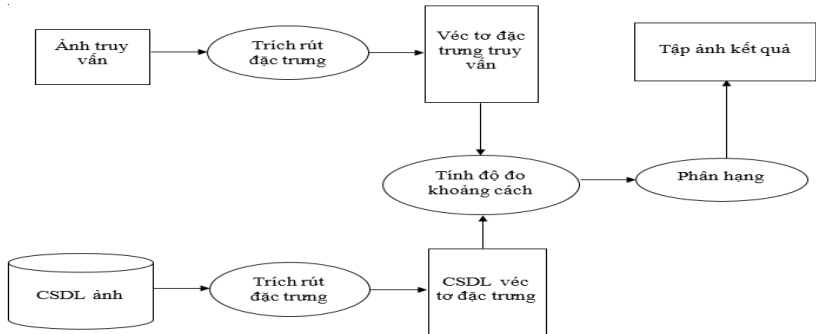 Ảnh truy
vấn
Trích rút
đặc trưng
Véc tơ đặc
trưng truy
vấn
Tập ảnh kết quả
Tính độ đo
khoảng cách
Phân hạng
CSDL ảnh
Trích rút
đặc trưng
CSDL véc
tơ đặc trưng